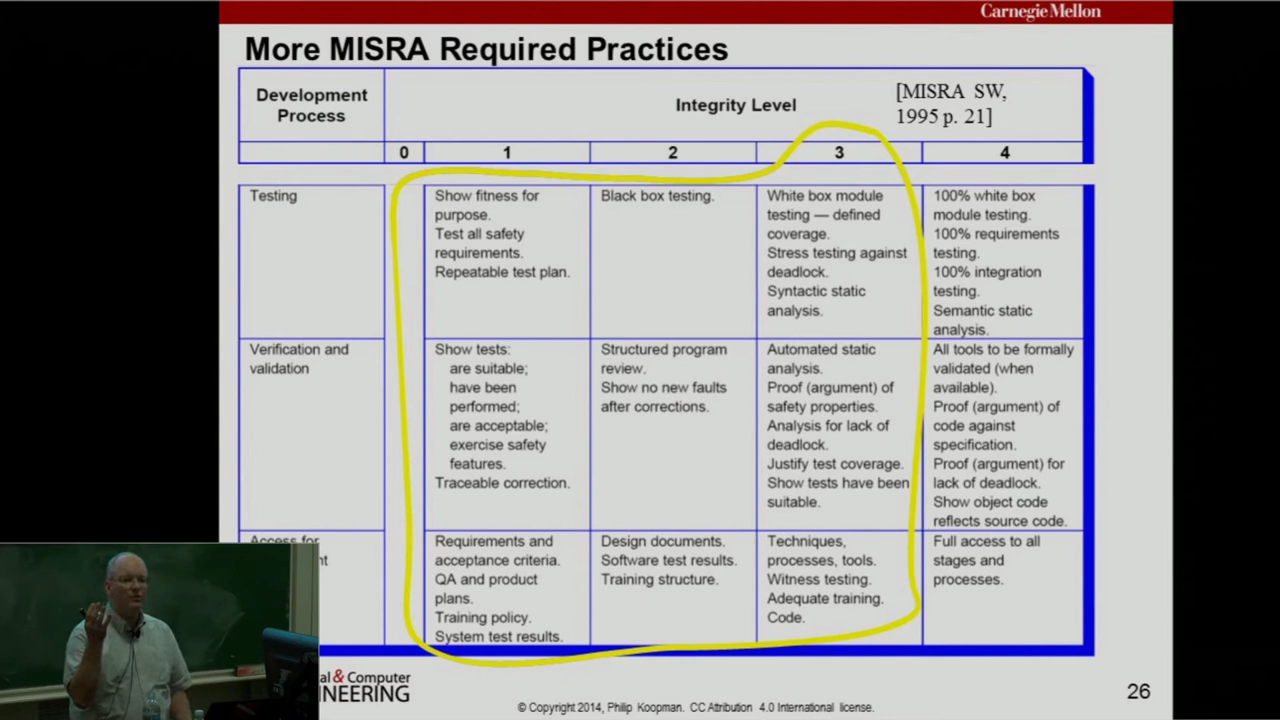 Carnegie Mellon
More MISRA Required Practices
Development
Process
Integrity Level
[MISRA SW,
1995 p. 21]
0
1
2
3
4
Testing
Show fitness for
purpose.
Test all safety
requirements.
Repeatable test plan.
Black box testing.
White box module
testing — defined
coverage.
Stress testing against
deadlock.
Syntactic static
analysis.
100% white box
module testing.
100% requirements
testing.
100% integration
testing.
Semantic static
analysis.
Verification and
validation
Show tests:
are suitable;
have been
performed;
are acceptable;
exercise safety
features.
Traceable correction.
Structured program
review.
Show no new faults
after corrections.
Automated static
analysis.
Proof (argument) of
safety properties.
Analysis for lack of
deadlock.
Justify test coverage.
Show tests have been
suitable.
All tools to be formally
validated (when
available).
Proof (argument) of
code against
specification.
Proof (argument) for
lack of deadlock.
Show object code
reflects source code.
Access for
Requirements and
acceptance criteria.
QA and product
plans.
Training policy.
System test results.
Design documents.
Software test results.
Training structure.
Techniques,
processes, tools.
Witness testing.
Adequate training.
Code.
Full access to all
stages and
processes.
& Computer
© Copyright 2014, Philip Koopman. CC Attribution 4.0 International license.
26